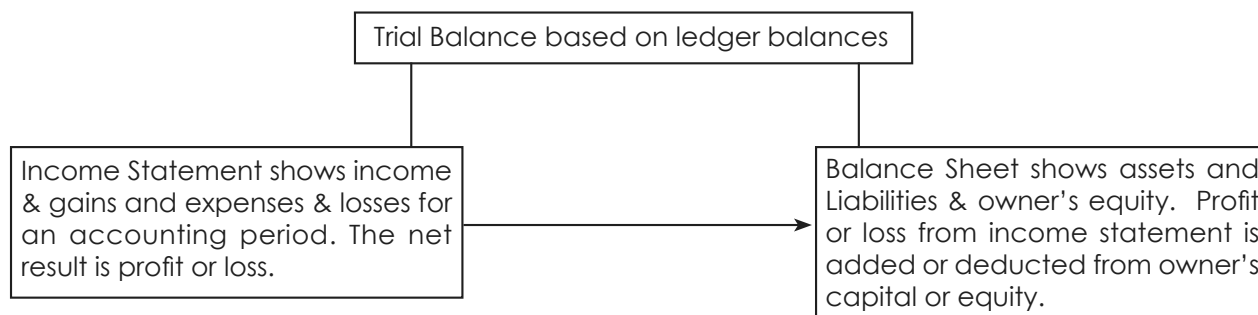 Trial Balance based on ledger balances
Income Statement shows income
& gains and expenses & losses for
an accounting period. The net
result is profit or loss.
Balance Sheet shows assets and
Liabilities & owner’s equity. Profit
or loss from income statement is
added or deducted from owner’s
capital or equity.